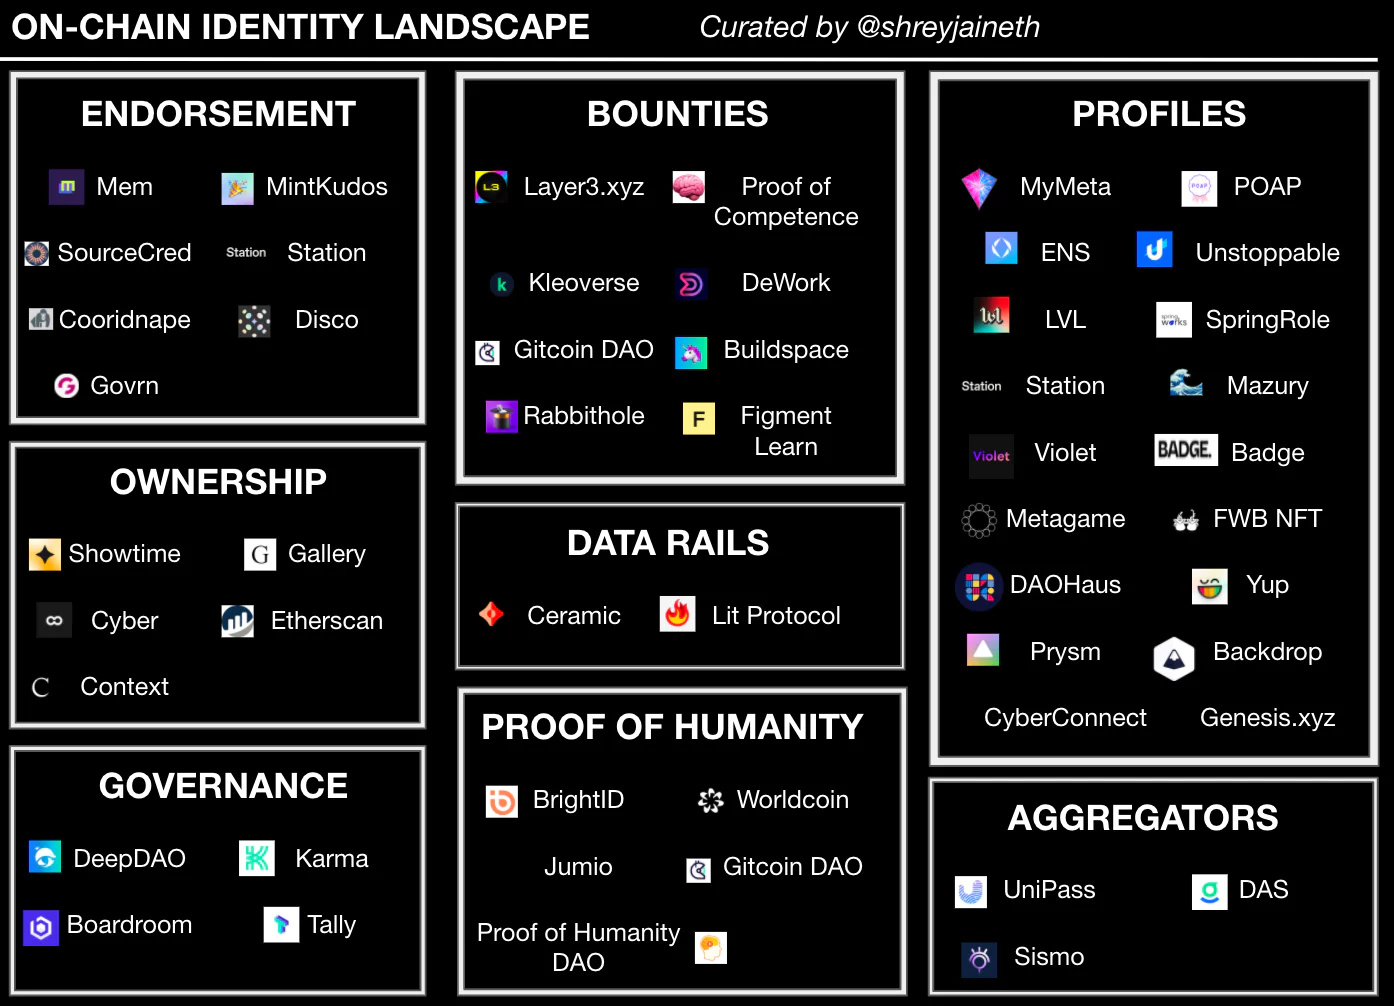 ON-CHAIN IDENTITY LANDSCAPE
Curated by @shreyjaineth
ENDORSEMENT
Mem
MintKudos
SourceCred
Station Station
Cooridnape
Disco
Govrn
OWNERSHIP
Showtime
G Gallery
Cyber
Etherscan
C Context
GOVERNANCE
DeepDAO
Karma
Boardroom
Tally
BOUNTIES
L3 Layer3.xyz
Proof of
Competence
k Kleoverse
DeWork
Gitcoin DAO
Buildspace
Rabbithole
F Figment
Learn
DATA RAILS
Ceramic
Lit Protocol
PROOF OF HUMANITY
BrightID
Worldcoin
Jumio
Gitcoin DAO
Proof of Humanity
DAO
PROFILES
MyMeta
POAP POAP
ENS
Unstoppable
lvl LVL
spring works SpringRole
Station Station
Mazury
Violet Violet
BADGE. Badge
Metagame
FWB NFT
DAOHaus
Yup
Prysm
Backdrop
CyberConnect
Genesis.xyz
AGGREGATORS
UniPass
DAS
Sismo